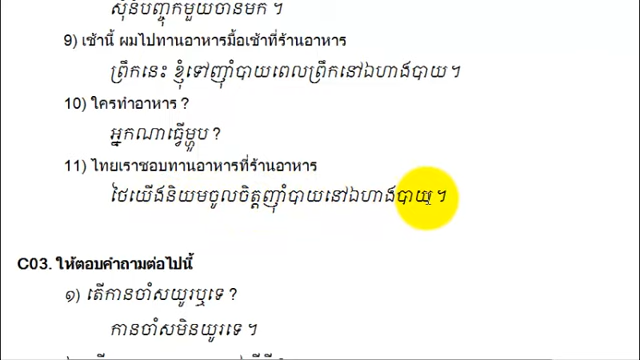 ស៊ុនំបញ្ចុកមួយចានមក ។
9) เช้านี้ ผมไปทานอาหารมื้อเช้าที่ร้านอาหาร
ព្រឹកនេះ ខ្ញុំទៅញ៉ាំបាយពេលព្រឹកនៅឯហាងបាយ ។
10) ใครทำอาหาร ?
អ្នកណាធ្វើម្ហូប ?
11) ไทยเราชอบทานอาหารที่ร้านอาหาร
ថៃយើងនិយមចូលចិត្តញ៉ាំបាយនៅឯហាងបាយ ។
C03. ให้ตอบคำถามต่อไปนี้
๑) តើកានចាំសយូរឬទេ ?
កានចាំសមិនយូរទេ ។